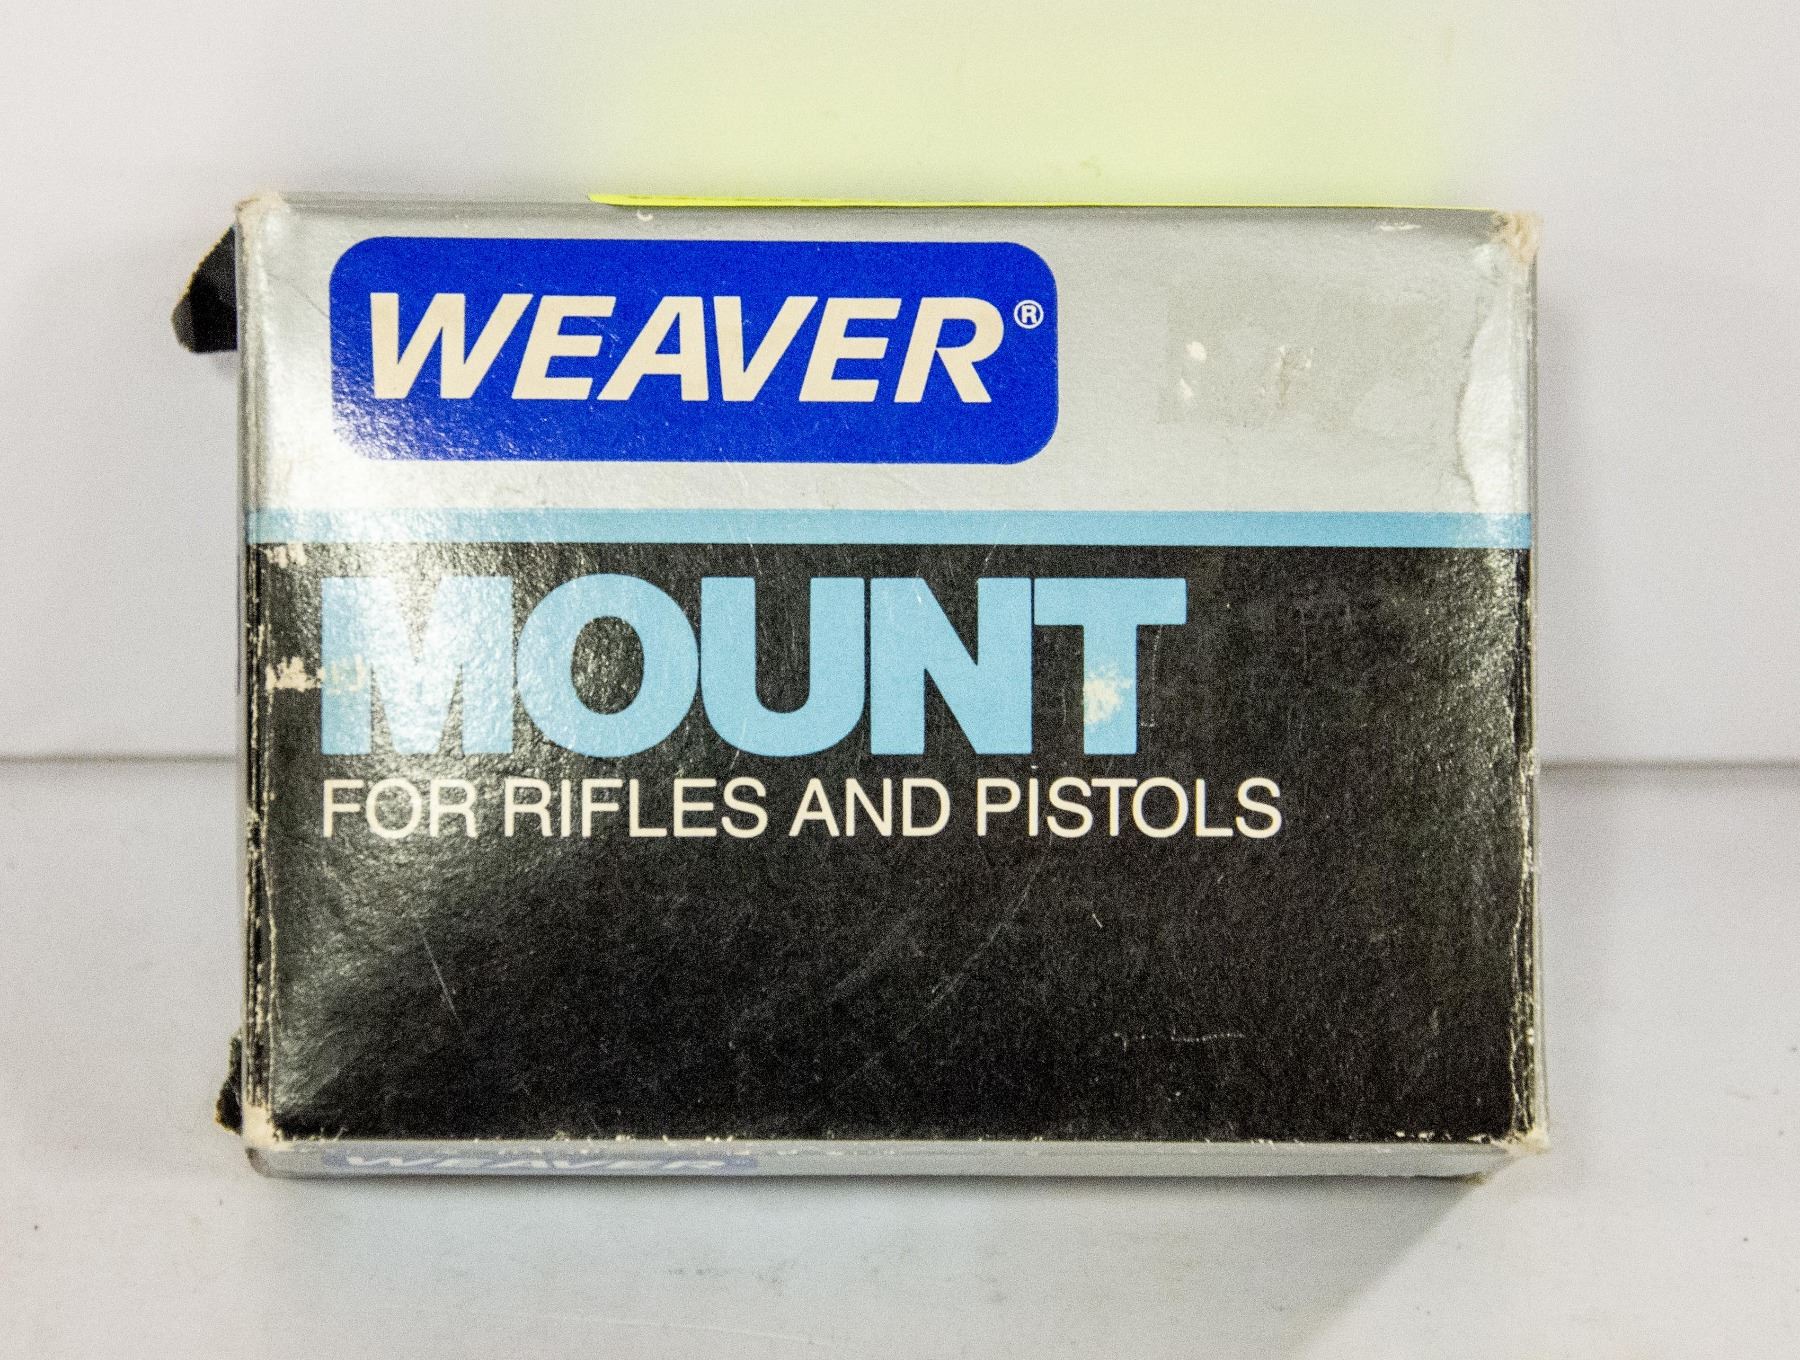 WEAVER®
MOUNT
FOR RIFLES AND PISTOLS
WEAVER